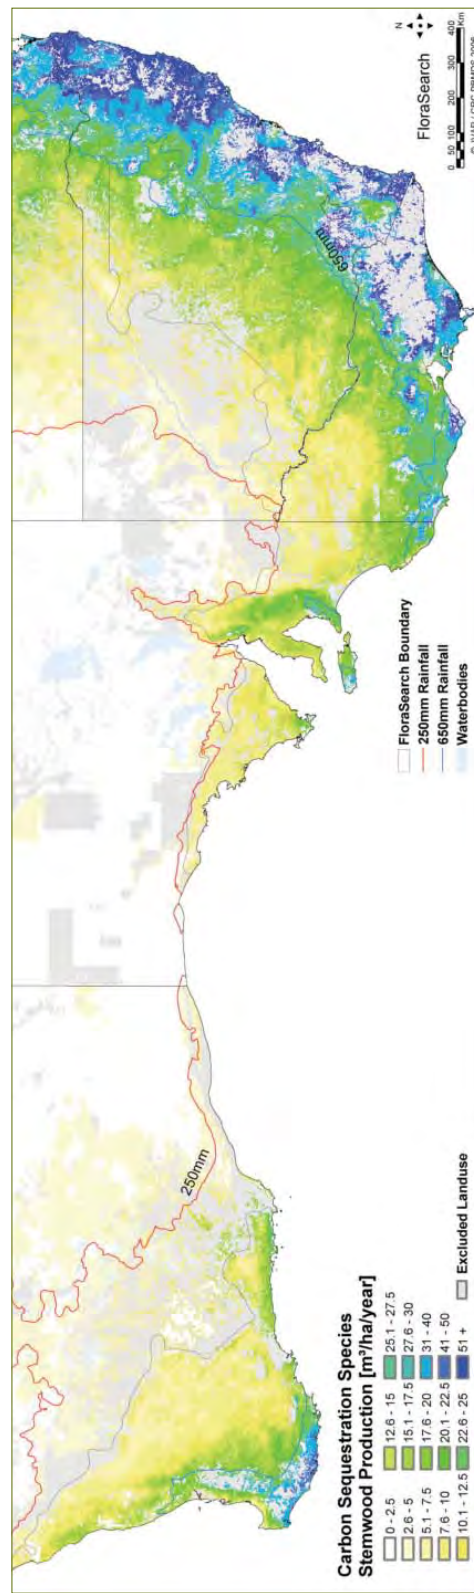 Carbon Sequestration Species
Stemwood Production [m³/ha/year]
0 - 2.5
2.6 - 5
5.1 - 7.5
7.6 - 10
10.1 - 12.5
12.6 - 15
15.1 - 17.5
17.6 - 20
20.1 - 22.5
22.6 - 25
25.1 - 27.5
27.6 - 30
31 - 40
41 - 50
51 +
Excluded Landuse
250mm
650mm
FloraSearch Boundary
250mm Rainfall
650mm Rainfall
Waterbodies
N
FloraSearch
0 50 100 200 300 400
Km